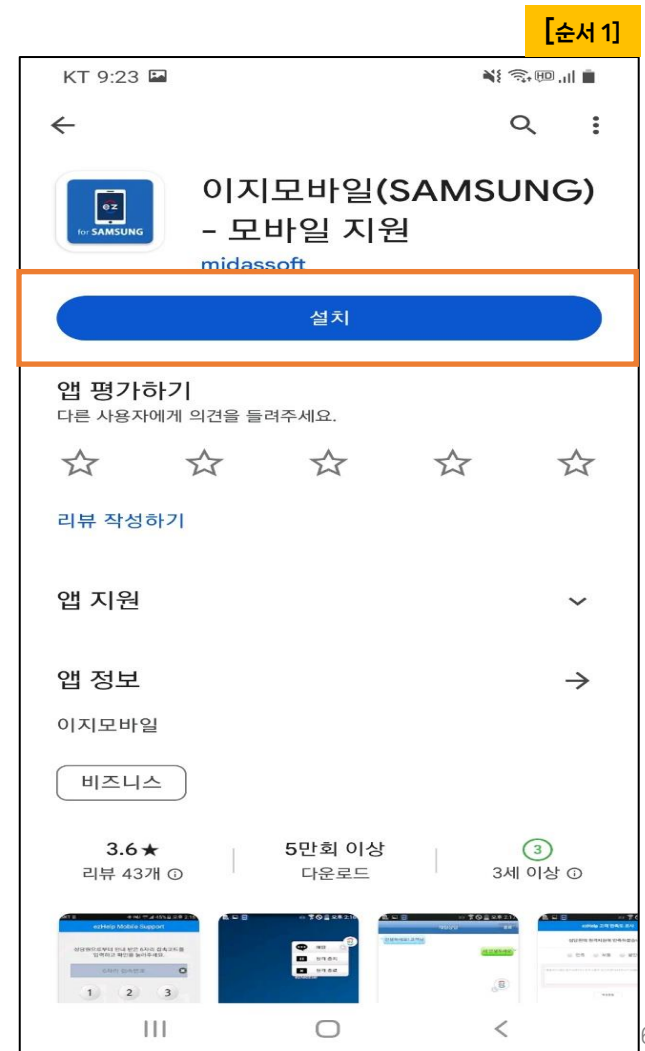 [순서 1]
KT 9:23
HD
ez
for SAMSUNG
이지모바일(SAMSUNG)
- 모바일 지원
midassoft
설치
앱 평가하기
다른 사용자에게 의견을 들려주세요.
리뷰 작성하기
앱 지원
앱 정보
이지모바일
비즈니스
3.6★
리뷰 43개
5만회 이상
다운로드
3
3세 이상
ezHelp Mobile Support
1 2 3
6